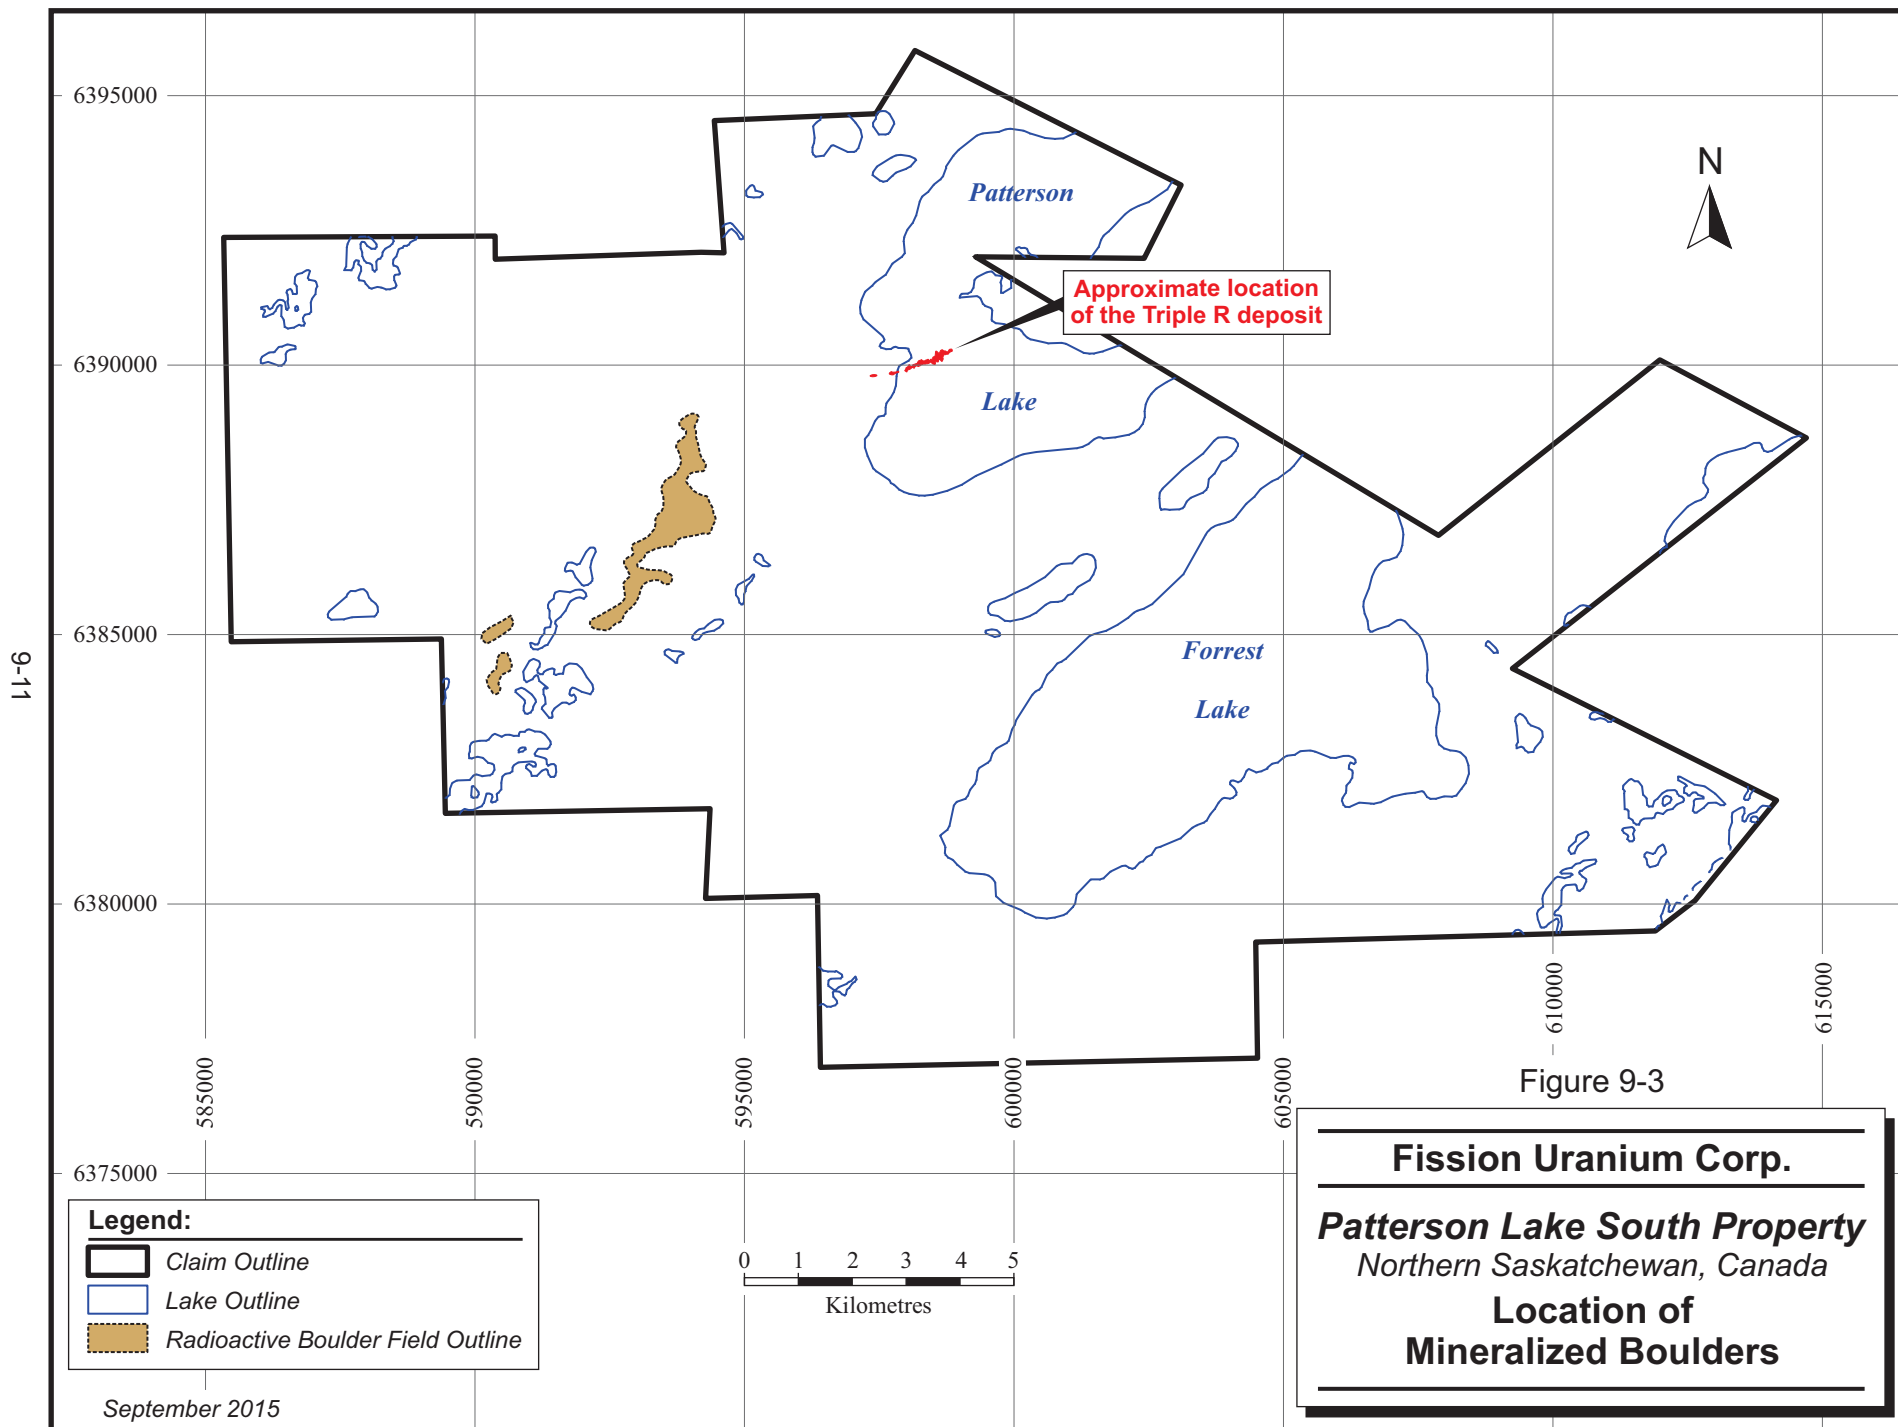 6395000
N
Patterson
Approximate location
of the Triple R deposit
6390000
Lake
6385000
Forrest
Lake
9-11
6380000
585000
590000
595000
600000
605000
610000
615000
Figure 9-3
6375000
Fission Uranium Corp.
Patterson Lake South Property
Northern Saskatchewan, Canada
Location of
Mineralized Boulders
Legend:
Claim Outline
Lake Outline
Radioactive Boulder Field Outline
0 1 2 3 4 5
Kilometres
September 2015